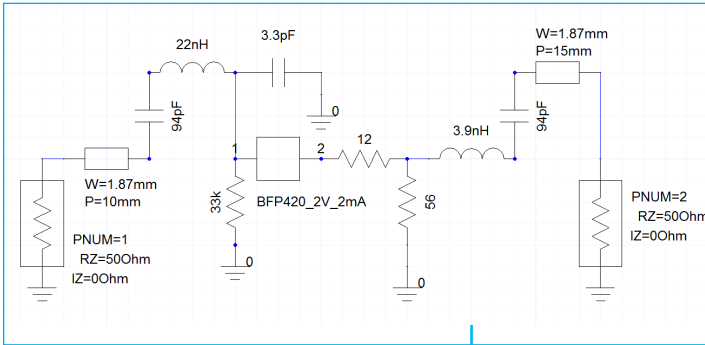 W=1.87mm
P=15mm
22nH
3.3pF
94pF
0
94pF
3.9nH
12
1
2
W=1.87mm
P=10mm
33k
BFP420_2V_2mA
56
PNUM=1
RZ=50Ohm
IZ=0Ohm
PNUM=2
RZ=50Ohm
IZ=0Ohm
0
0